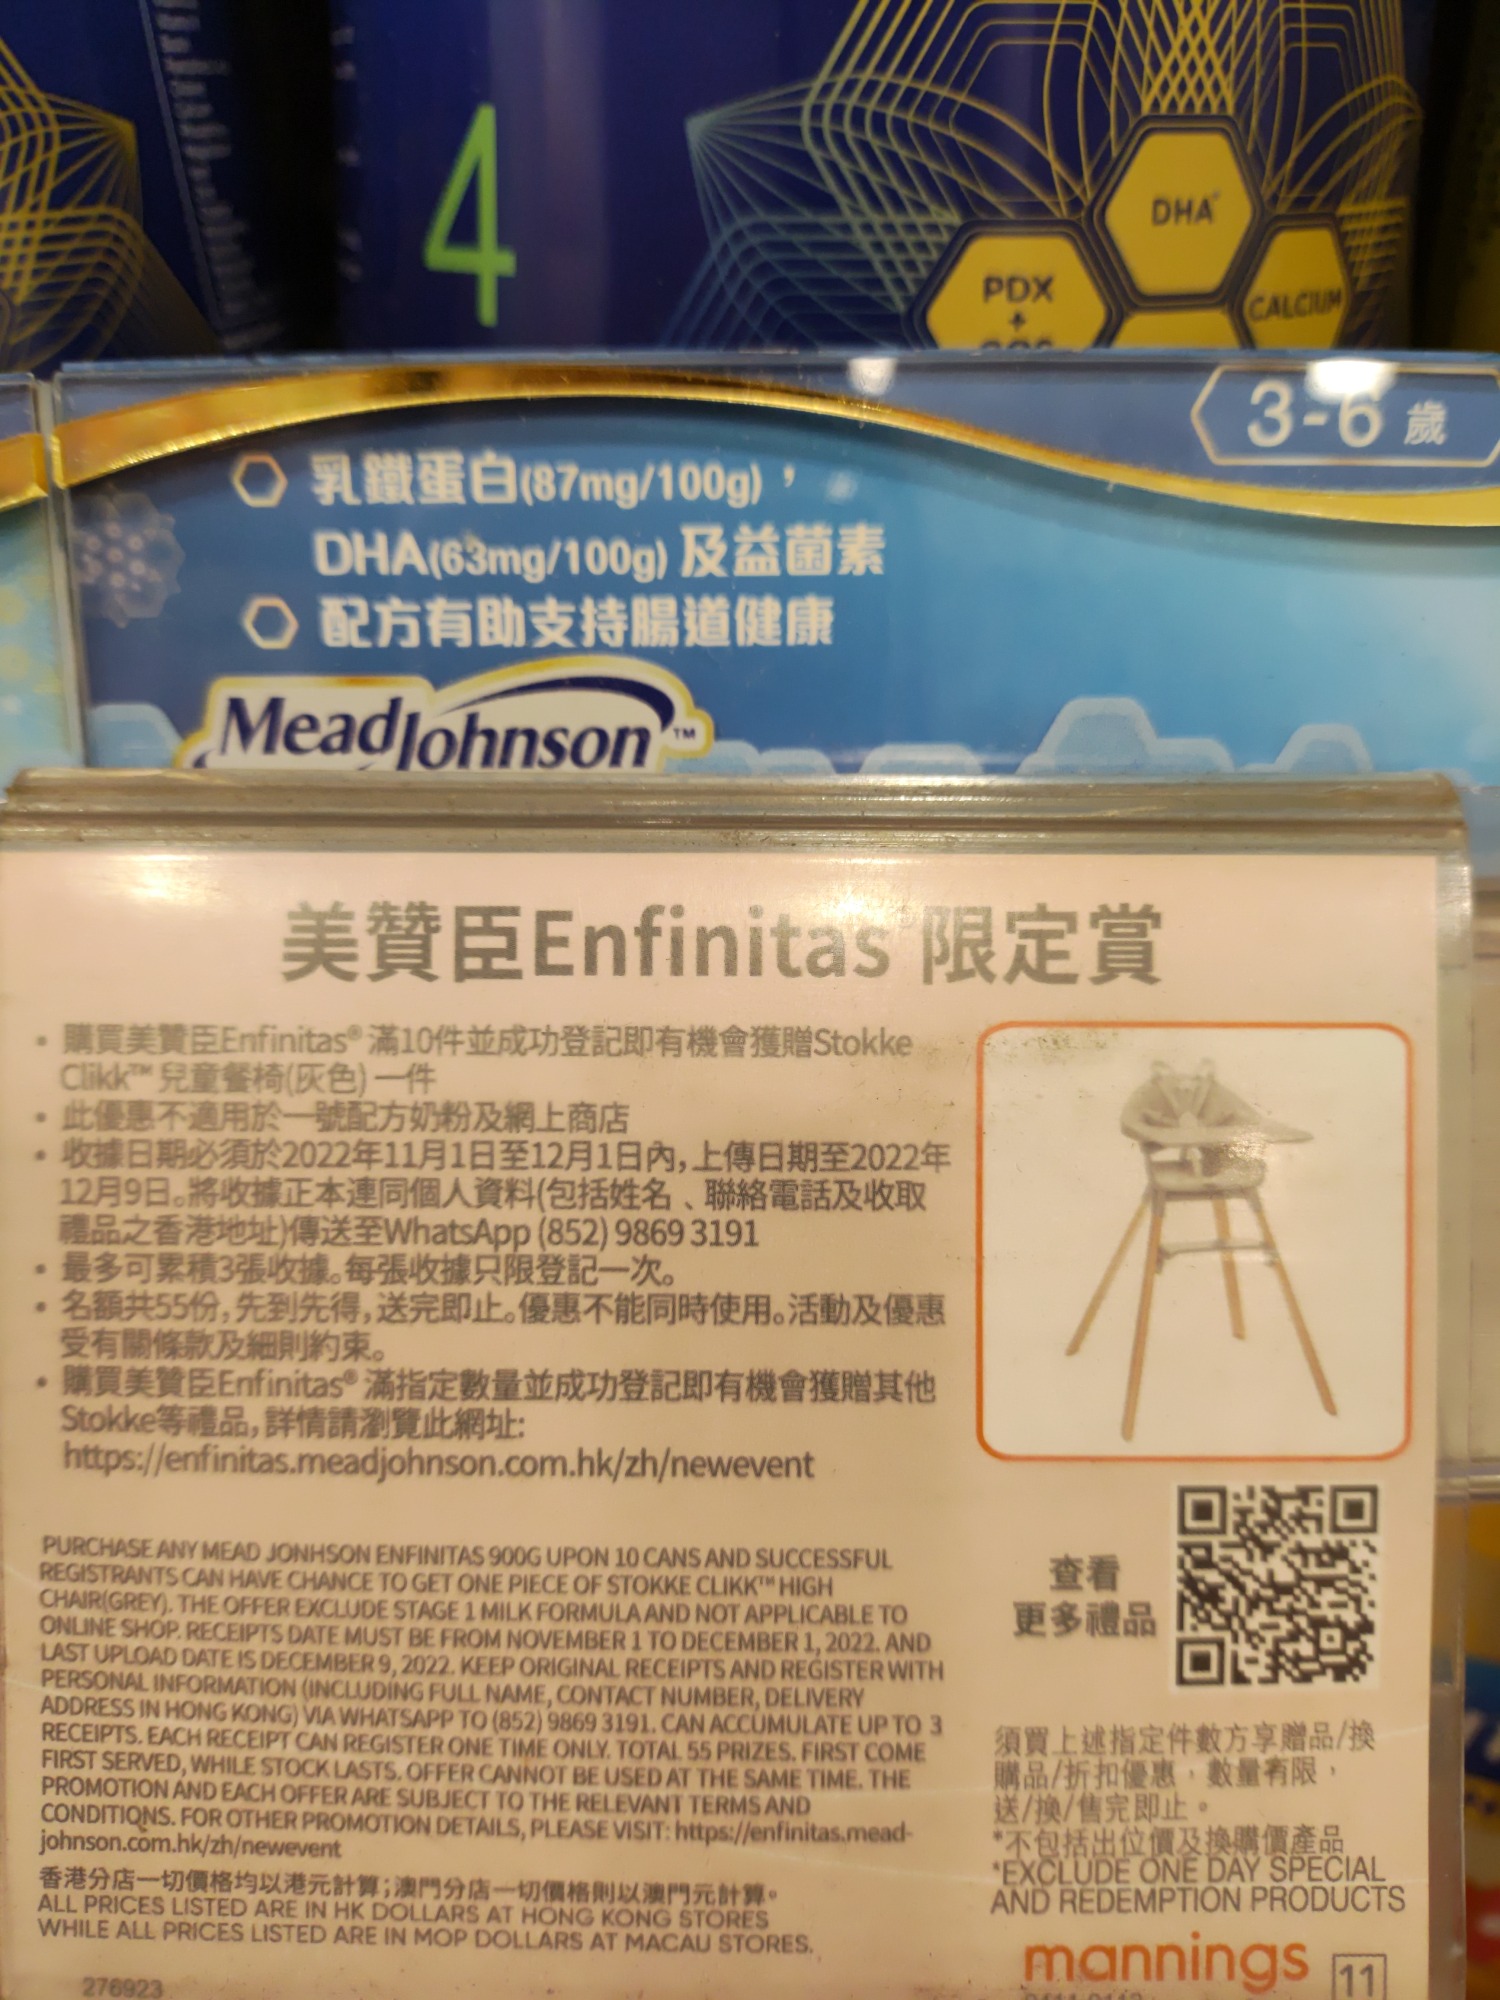 4
DHA
PDX
+
CALCIUM
3-6 歲
乳鐵蛋白(87mg/100g)，
DHA(63mg/100g) 及益菌素
配方有助支持腸道健康
MeadJohnson™
美贊臣Enfinitas® 限定賞
• 購買美贊臣Enfinitas® 滿10件並成功登記即有機會獲贈Stokke
Clikk™ 兒童餐椅(灰色) 一件
• 此優惠不適用於一號配方奶粉及網上商店
• 收據日期必須於2022年11月1日至12月1日內，上傳日期至2022年
12月9日。將收據正本連同個人資料(包括姓名、聯絡電話及收取
禮品之香港地址)傳送至WhatsApp (852) 9869 3191
• 最多可累積3張收據。每張收據只限登記一次。
• 名額共55份，先到先得，送完即止。優惠不能同時使用。活動及優惠
受有關條款及細則約束。
• 購買美贊臣Enfinitas® 滿指定數量並成功登記即有機會獲贈其他
Stokke等禮品，詳情請瀏覽此網址:
https://enfinitas.meadjohnson.com.hk/zh/newevent
PURCHASE ANY MEAD JONHSON ENFINITAS 900G UPON 10 CANS AND SUCCESSFUL
REGISTRANTS CAN HAVE CHANCE TO GET ONE PIECE OF STOKKE CLIKK™ HIGH
CHAIR(GREY). THE OFFER EXCLUDE STAGE 1 MILK FORMULA AND NOT APPLICABLE TO
ONLINE SHOP. RECEIPTS DATE MUST BE FROM NOVEMBER 1 TO DECEMBER 1, 2022. AND
LAST UPLOAD DATE IS DECEMBER 9, 2022. KEEP ORIGINAL RECEIPTS AND REGISTER WITH
PERSONAL INFORMATION (INCLUDING FULL NAME, CONTACT NUMBER, DELIVERY
ADDRESS IN HONG KONG) VIA WHATSAPP TO (852) 9869 3191. CAN ACCUMULATE UP TO 3
RECEIPTS. EACH RECEIPT CAN REGISTER ONE TIME ONLY. TOTAL 55 PRIZES. FIRST COME
FIRST SERVED, WHILE STOCK LASTS. OFFER CANNOT BE USED AT THE SAME TIME. THE
PROMOTION AND EACH OFFER ARE SUBJECT TO THE RELEVANT TERMS AND
CONDITIONS. FOR OTHER PROMOTION DETAILS, PLEASE VISIT: https://enfinitas.mead-
johnson.com.hk/zh/newevent
香港分店一切價格均以港元計算；澳門分店一切價格則以澳門元計算。
ALL PRICES LISTED ARE IN HK DOLLARS AT HONG KONG STORES
WHILE ALL PRICES LISTED ARE IN MOP DOLLARS AT MACAU STORES.
276923
查看
更多禮品
須買上述指定件數方享贈品/換
購品/折扣優惠，數量有限，
送/換/售完即止。
*不包括出位價及換購價產品
*EXCLUDE ONE DAY SPECIAL
AND REDEMPTION PRODUCTS
mannings
11